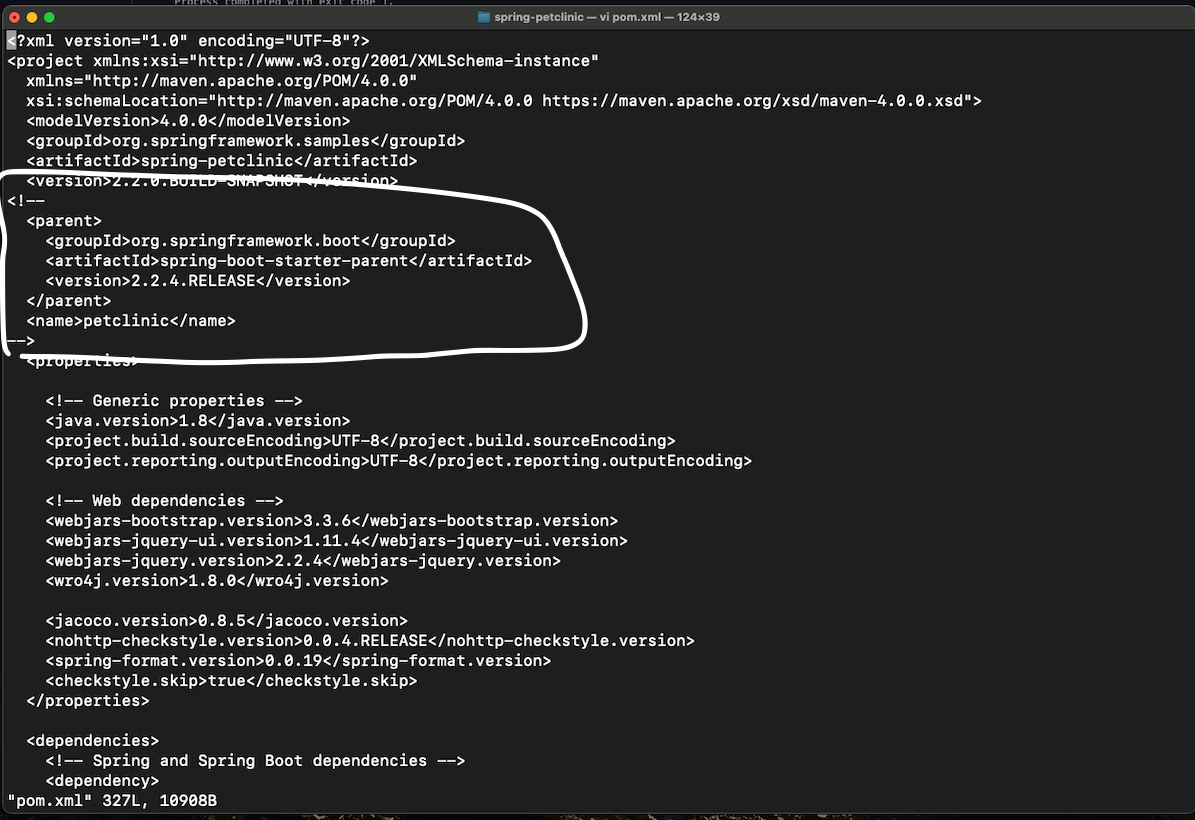 Process completed with exit code 1.
spring-petclinic — vi pom.xml — 124×39
<?xml version="1.0" encoding="UTF-8"?>
<project xmlns:xsi="http://www.w3.org/2001/XMLSchema-instance"
  xmlns="http://maven.apache.org/POM/4.0.0"
  xsi:schemaLocation="http://maven.apache.org/POM/4.0.0 https://maven.apache.org/xsd/maven-4.0.0.xsd">
  <modelVersion>4.0.0</modelVersion>
  <groupId>org.springframework.samples</groupId>
  <artifactId>spring-petclinic</artifactId>
  <version>2.2.0.BUILD-SNAPSHOT</version>
<!--
  <parent>
    <groupId>org.springframework.boot</groupId>
    <artifactId>spring-boot-starter-parent</artifactId>
    <version>2.2.4.RELEASE</version>
  </parent>
  <name>petclinic</name>
-->
  <properties>

    <!-- Generic properties -->
    <java.version>1.8</java.version>
    <project.build.sourceEncoding>UTF-8</project.build.sourceEncoding>
    <project.reporting.outputEncoding>UTF-8</project.reporting.outputEncoding>

    <!-- Web dependencies -->
    <webjars-bootstrap.version>3.3.6</webjars-bootstrap.version>
    <webjars-jquery-ui.version>1.11.4</webjars-jquery-ui.version>
    <webjars-jquery.version>2.2.4</webjars-jquery.version>
    <wro4j.version>1.8.0</wro4j.version>

    <jacoco.version>0.8.5</jacoco.version>
    <nohttp-checkstyle.version>0.0.4.RELEASE</nohttp-checkstyle.version>
    <spring-format.version>0.0.19</spring-format.version>
    <checkstyle.skip>true</checkstyle.skip>
  </properties>

  <dependencies>
    <!-- Spring and Spring Boot dependencies -->
    <dependency>
"pom.xml" 327L, 10908B